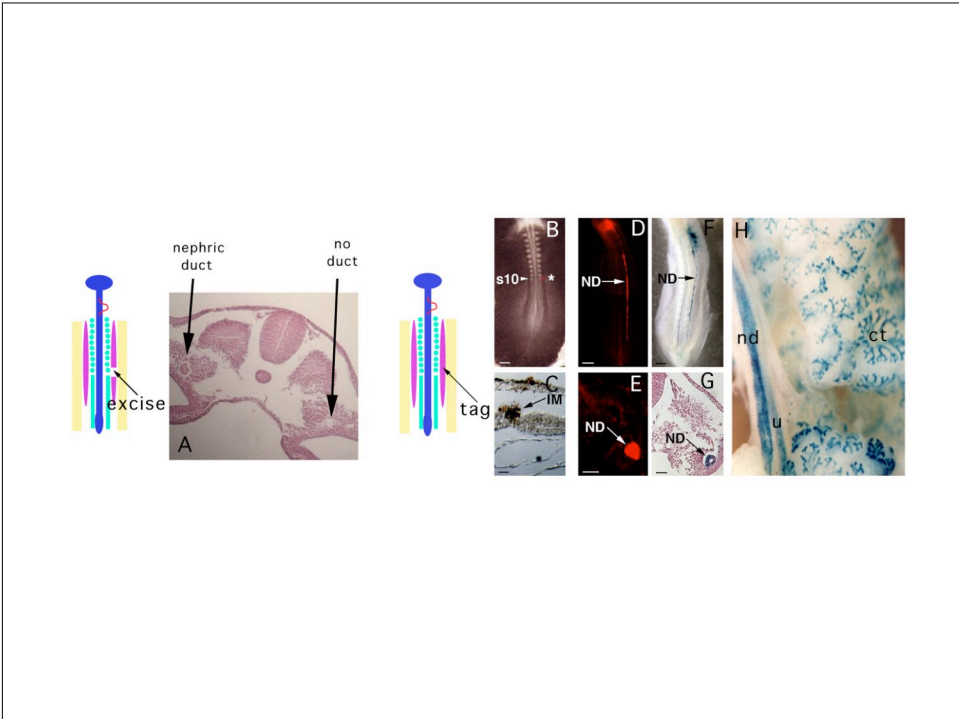 nephric
duct
no
duct
excise
A
tag
B
s10
*
C
IM
D
ND
E
ND
F
ND
G
ND
H
nd
ct
u